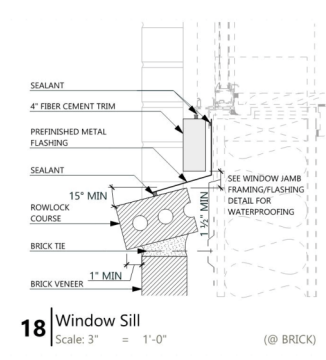 SEALANT
4" FIBER CEMENT TRIM
PREFINISHED METAL
FLASHING
SEALANT
15° MIN
ROWLOCK
COURSE
BRICK TIE
1" MIN
BRICK VENEER
1 ½" MIN
SEE WINDOW JAMB
FRAMING/FLASHING
DETAIL FOR
WATERPROOFING
18 Window Sill
Scale: 3" = 1'-0" (@ BRICK)